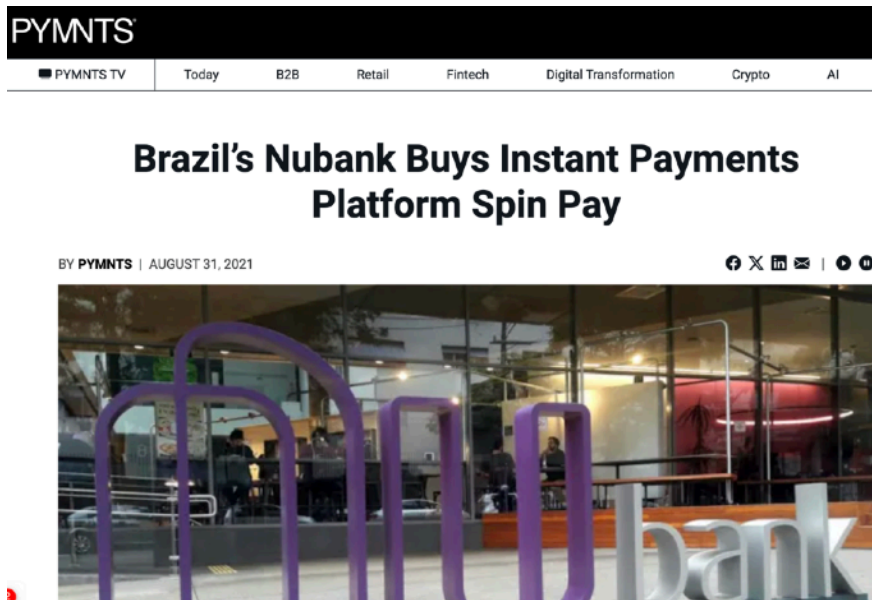 PYMNTS
PYMNTS TV Today B2B Retail Fintech Digital Transformation Crypto AI
Brazil’s Nubank Buys Instant Payments
Platform Spin Pay
BY PYMNTS | AUGUST 31, 2021
nu
bank